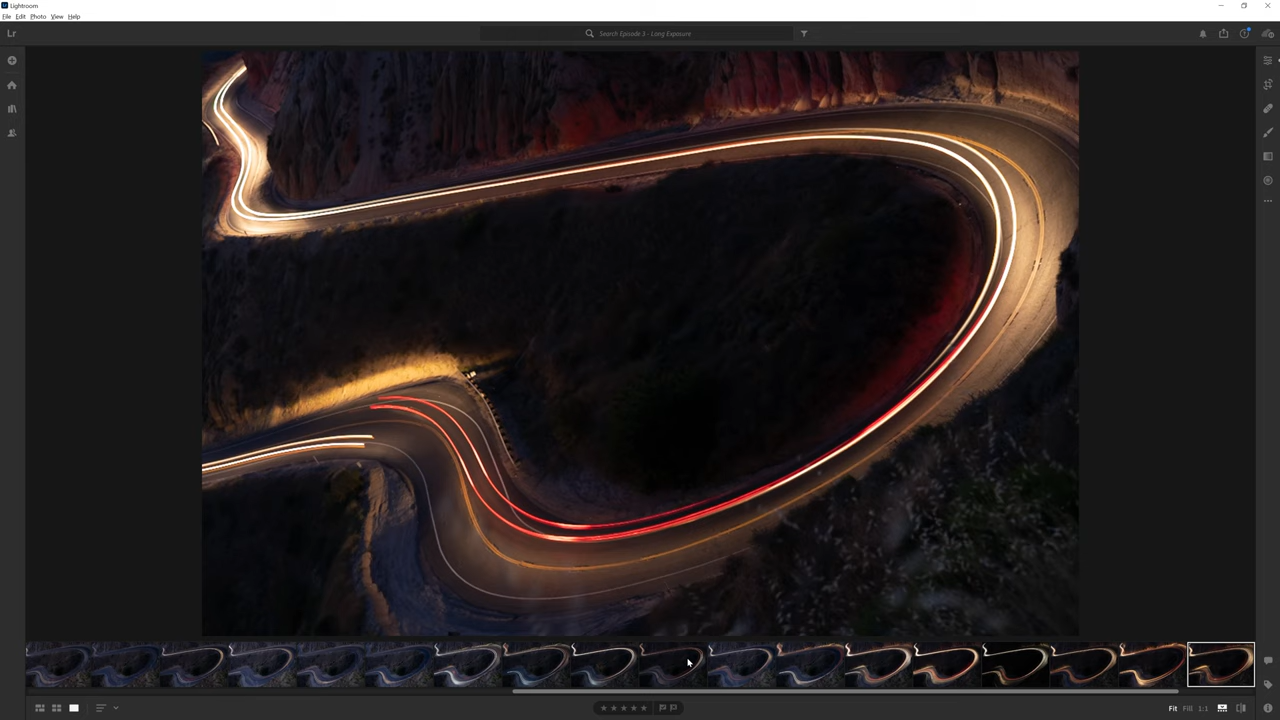 Lightroom
File Edit Photo View Help
Lr
Search Episode 3 - Long Exposure
Fit Fill 1:1